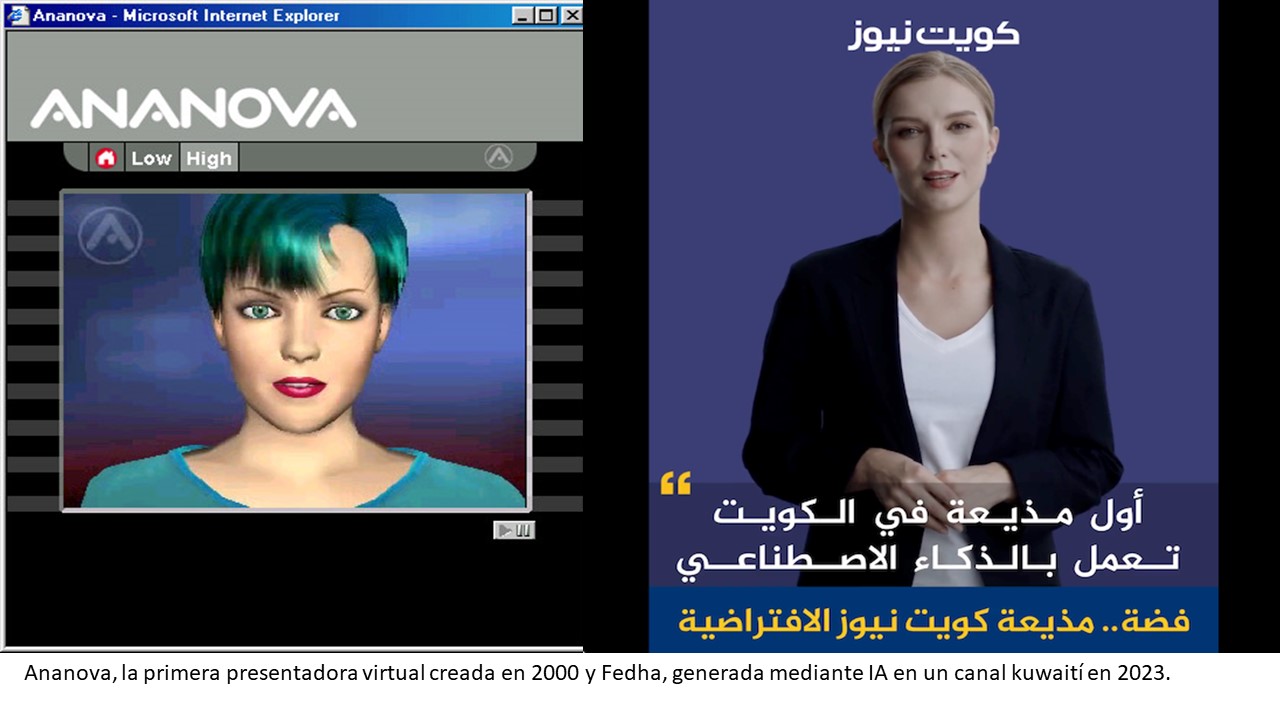 Ananova - Microsoft Internet Explorer
ANANOVA
Low High
كويت نيوز
“
أول مذيعة في الكويت
تعمل بالذكاء الاصطناعي
فضة.. مذيعة كويت نيوز الافتراضية
Ananova, la primera presentadora virtual creada en 2000 y Fedha, generada mediante IA en un canal kuwaití en 2023.